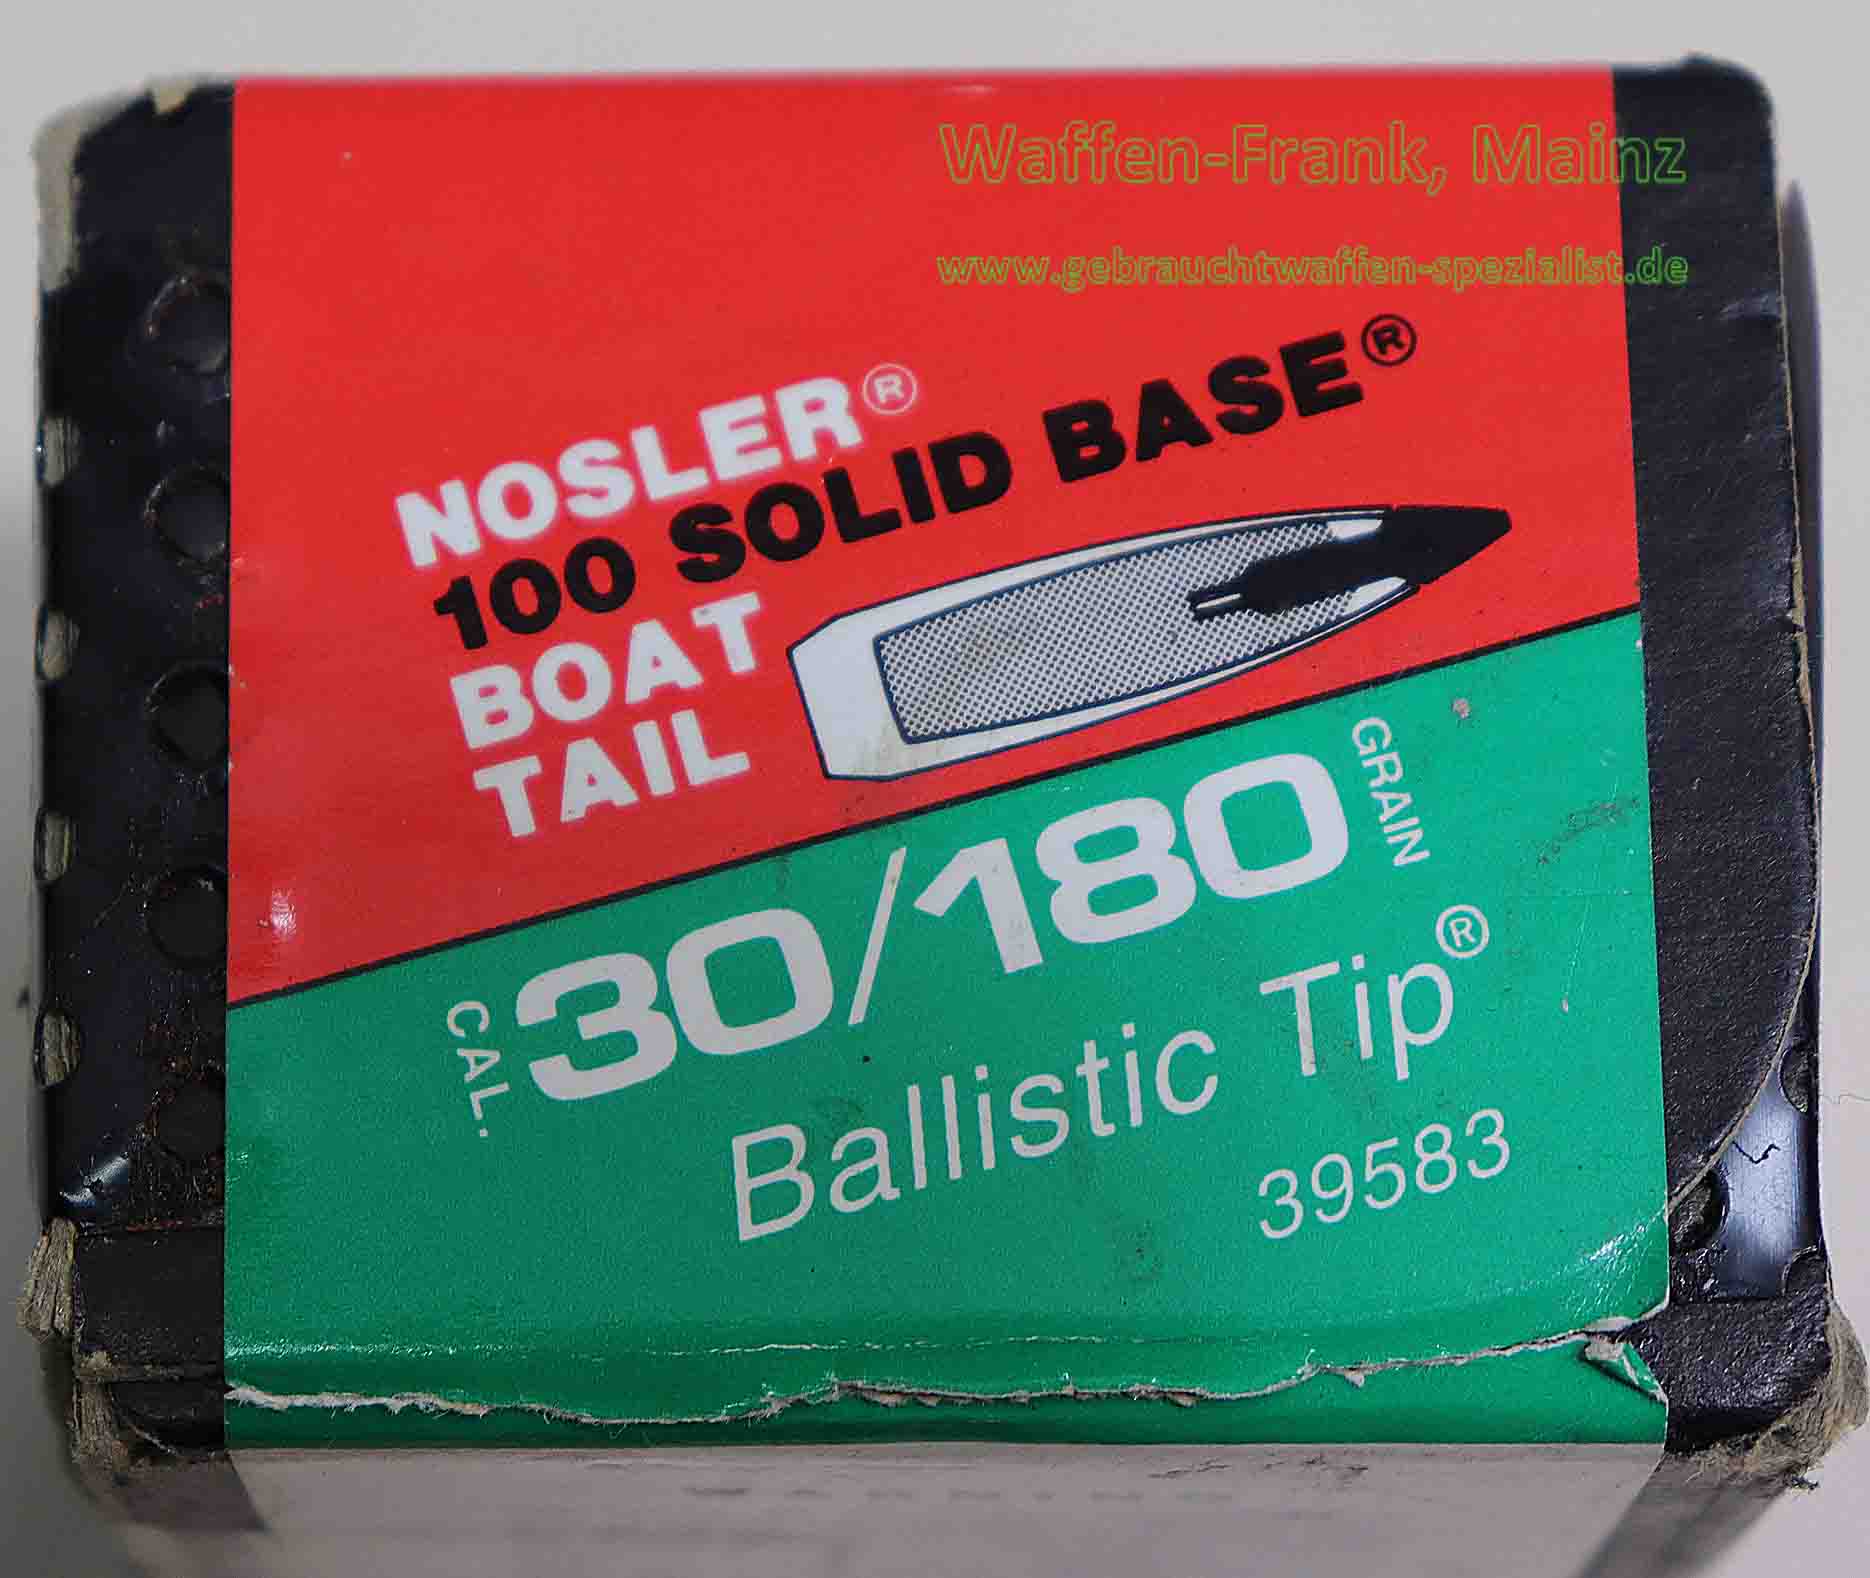 Waffen-Frank, Mainz
www.gebrauchtwaffen-spezialist.de
NOSLER®
100 SOLID BASE®
BOAT
TAIL
CAL. 30/180 GRAIN
Ballistic Tip®
39583